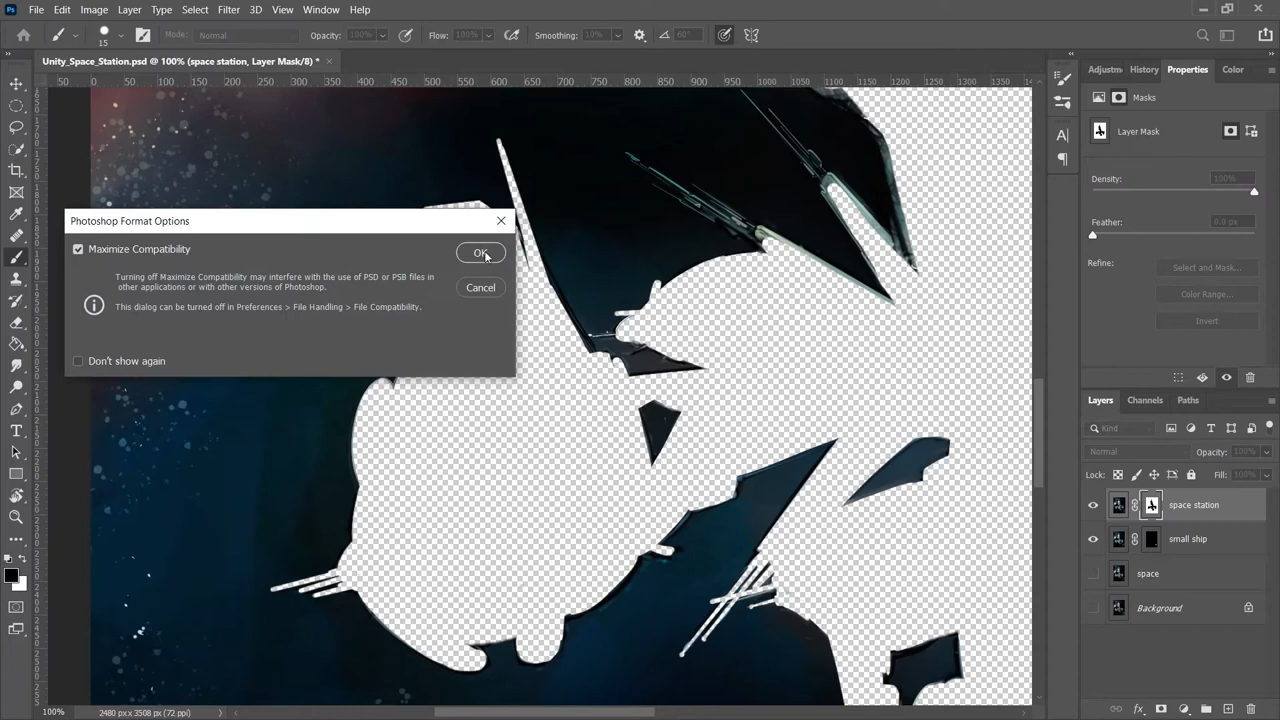 Ps File Edit Image Layer Type Select Filter 3D View Window Help
15 Mode: Normal Opacity: 100% Flow: 100% Smoothing: 10% 60°
Unity_Space_Station.psd @ 100% (space station, Layer Mask/8) *
50 0 50 100 150 200 250 300 350 400 450 500 550 600 650 700 750 800 850 900 950 1000 1050 1100 1150 1200 1250 1300 1350
Adjustm History Properties Color
Masks
Layer Mask
Density: 100%
Feather: 0.0 px
Refine: Select and Mask...
Color Range...
Invert
Photoshop Format Options
Maximize Compatibility
OK
Turning off Maximize Compatibility may interfere with the use of PSD or PSB files in
other applications or with other versions of Photoshop.
Cancel
This dialog can be turned off in Preferences > File Handling > File Compatibility.
Don't show again
Layers Channels Paths
Kind
Normal Opacity: 100%
Lock: Fill: 100%
space station
small ship
space
Background
100% 2480 px x 3508 px (72 ppi)